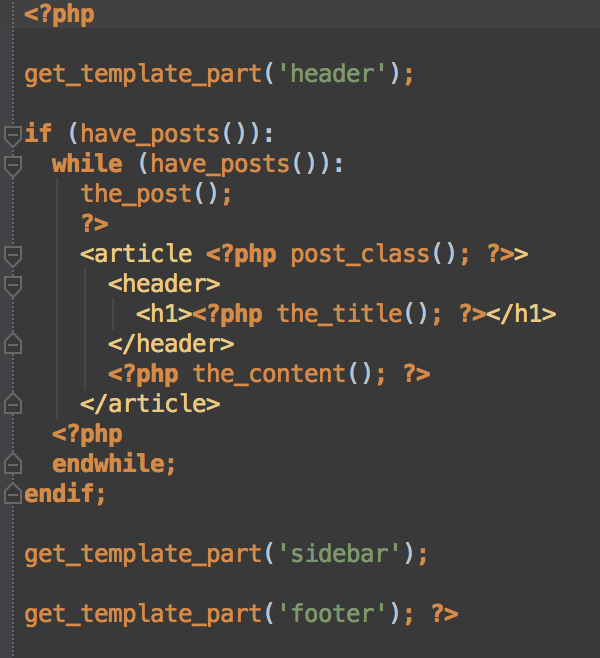 <?php
get_template_part('header');
if (have_posts()):
while (have_posts()):
the_post();
?>
<article <?php post_class(); ?>>
<header>
<h1><?php the_title(); ?></h1>
</header>
<?php the_content(); ?>
</article>
<?php
endwhile;
endif;
get_template_part('sidebar');
get_template_part('footer'); ?>